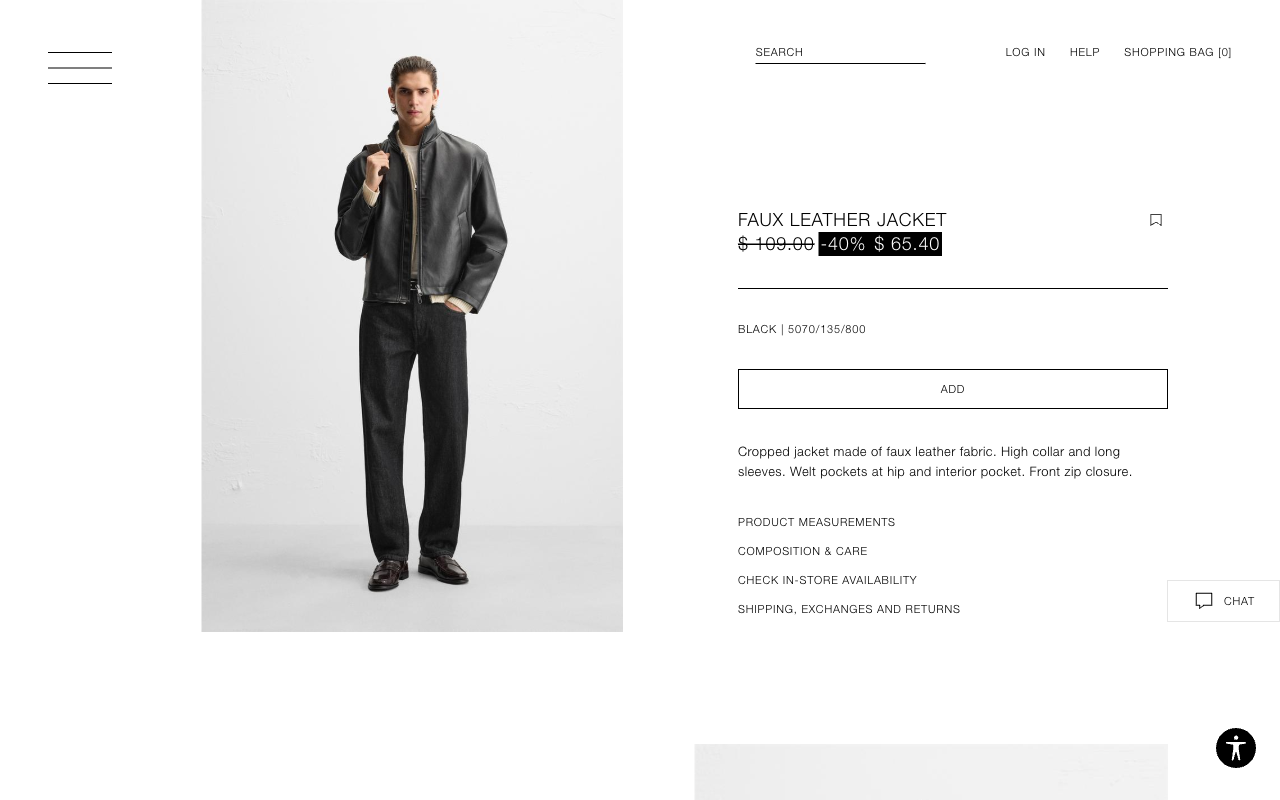 SEARCH
LOG IN
HELP
SHOPPING BAG [0]
FAUX LEATHER JACKET
$ 109.00 -40% $ 65.40
BLACK | 5070/135/800
ADD
Cropped jacket made of faux leather fabric. High collar and long
sleeves. Welt pockets at hip and interior pocket. Front zip closure.
PRODUCT MEASUREMENTS
COMPOSITION & CARE
CHECK IN-STORE AVAILABILITY
SHIPPING, EXCHANGES AND RETURNS
CHAT